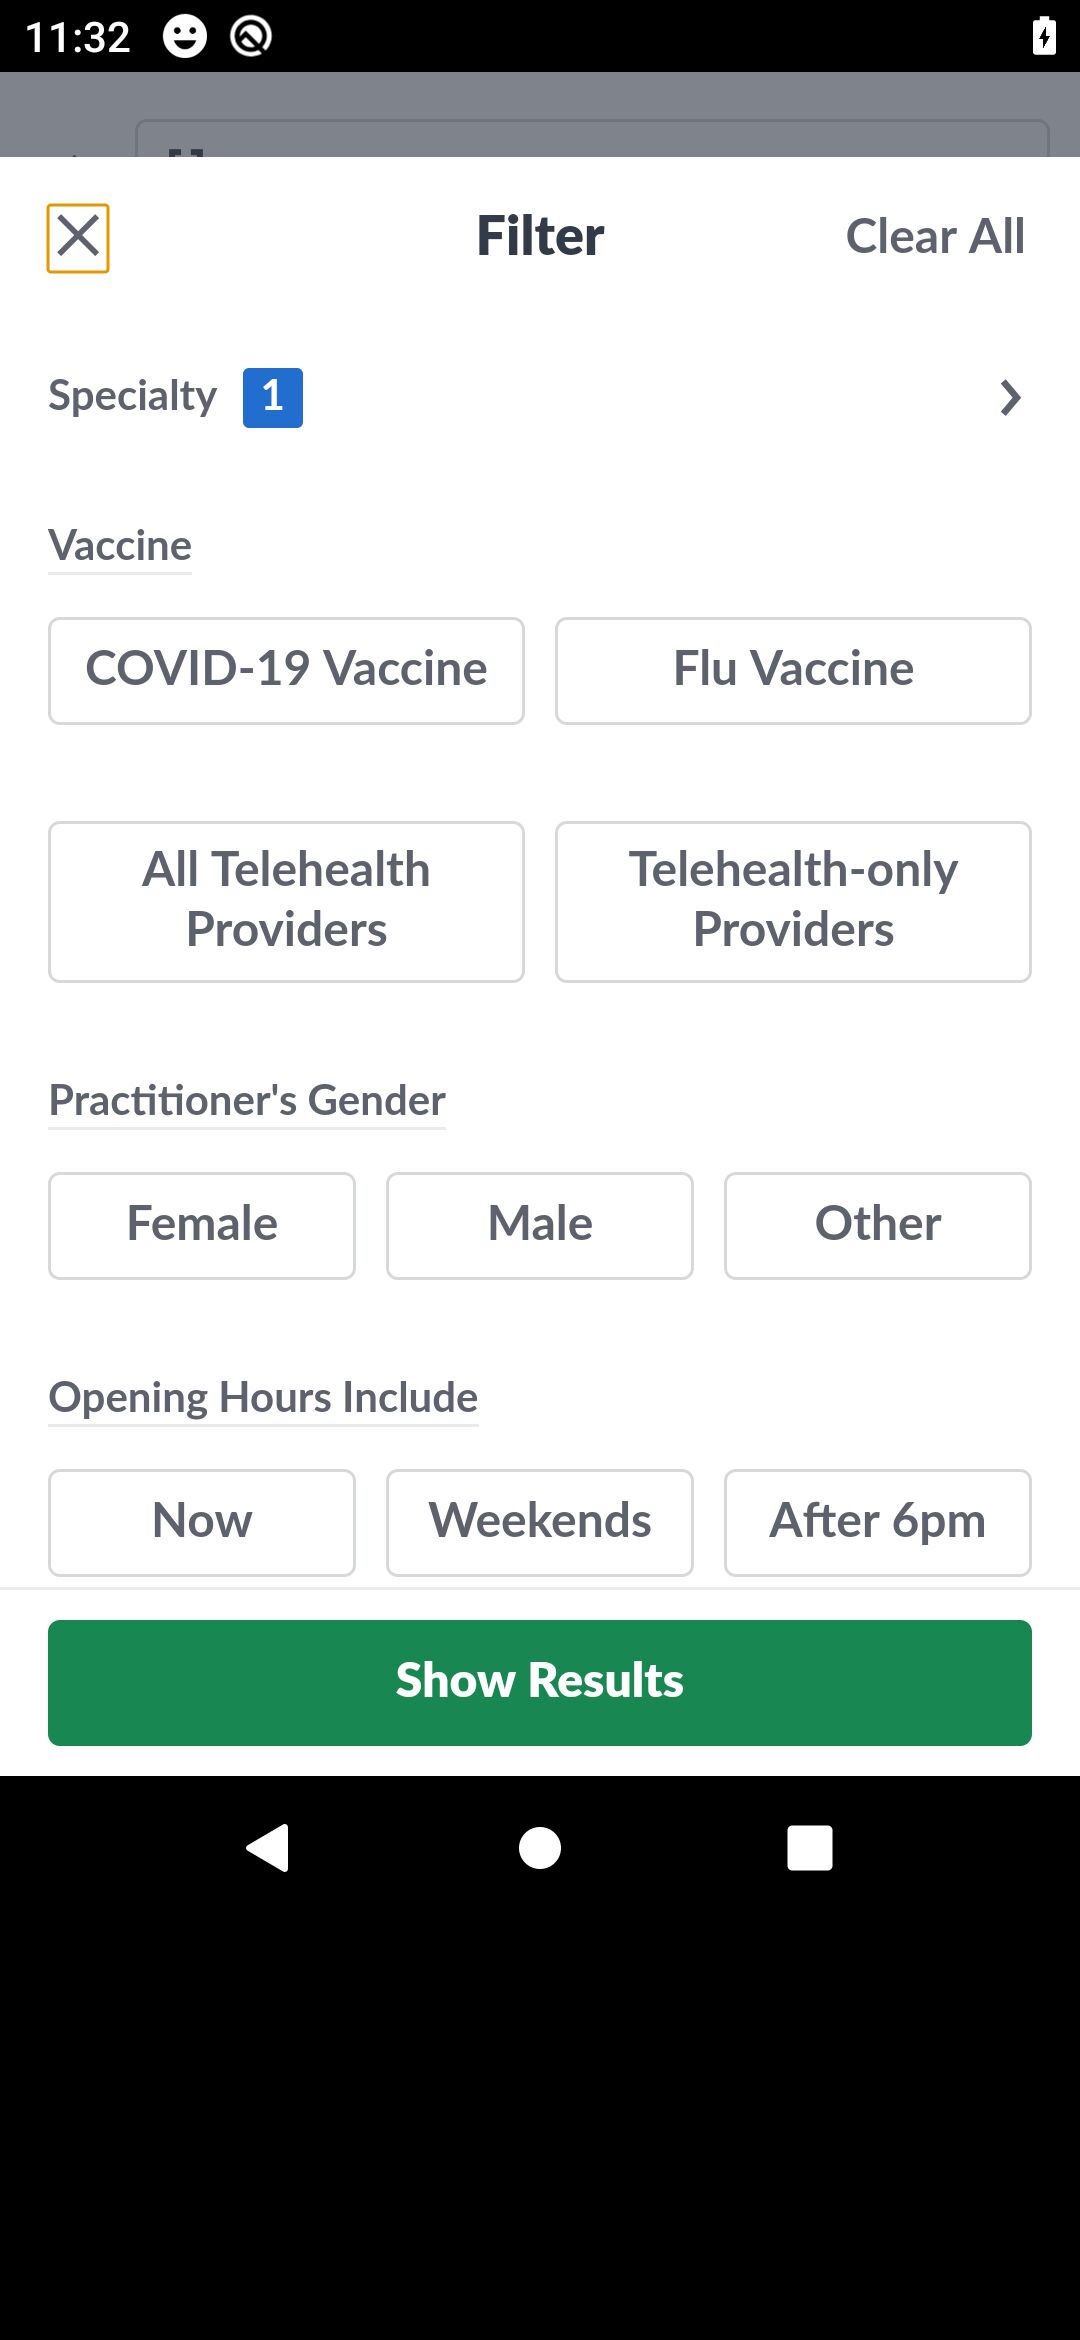 11:32
Filter
Clear All
Specialty 1
Vaccine
COVID-19 Vaccine
Flu Vaccine
All Telehealth
Providers
Telehealth-only
Providers
Practitioner's Gender
Female
Male
Other
Opening Hours Include
Now
Weekends
After 6pm
Show Results